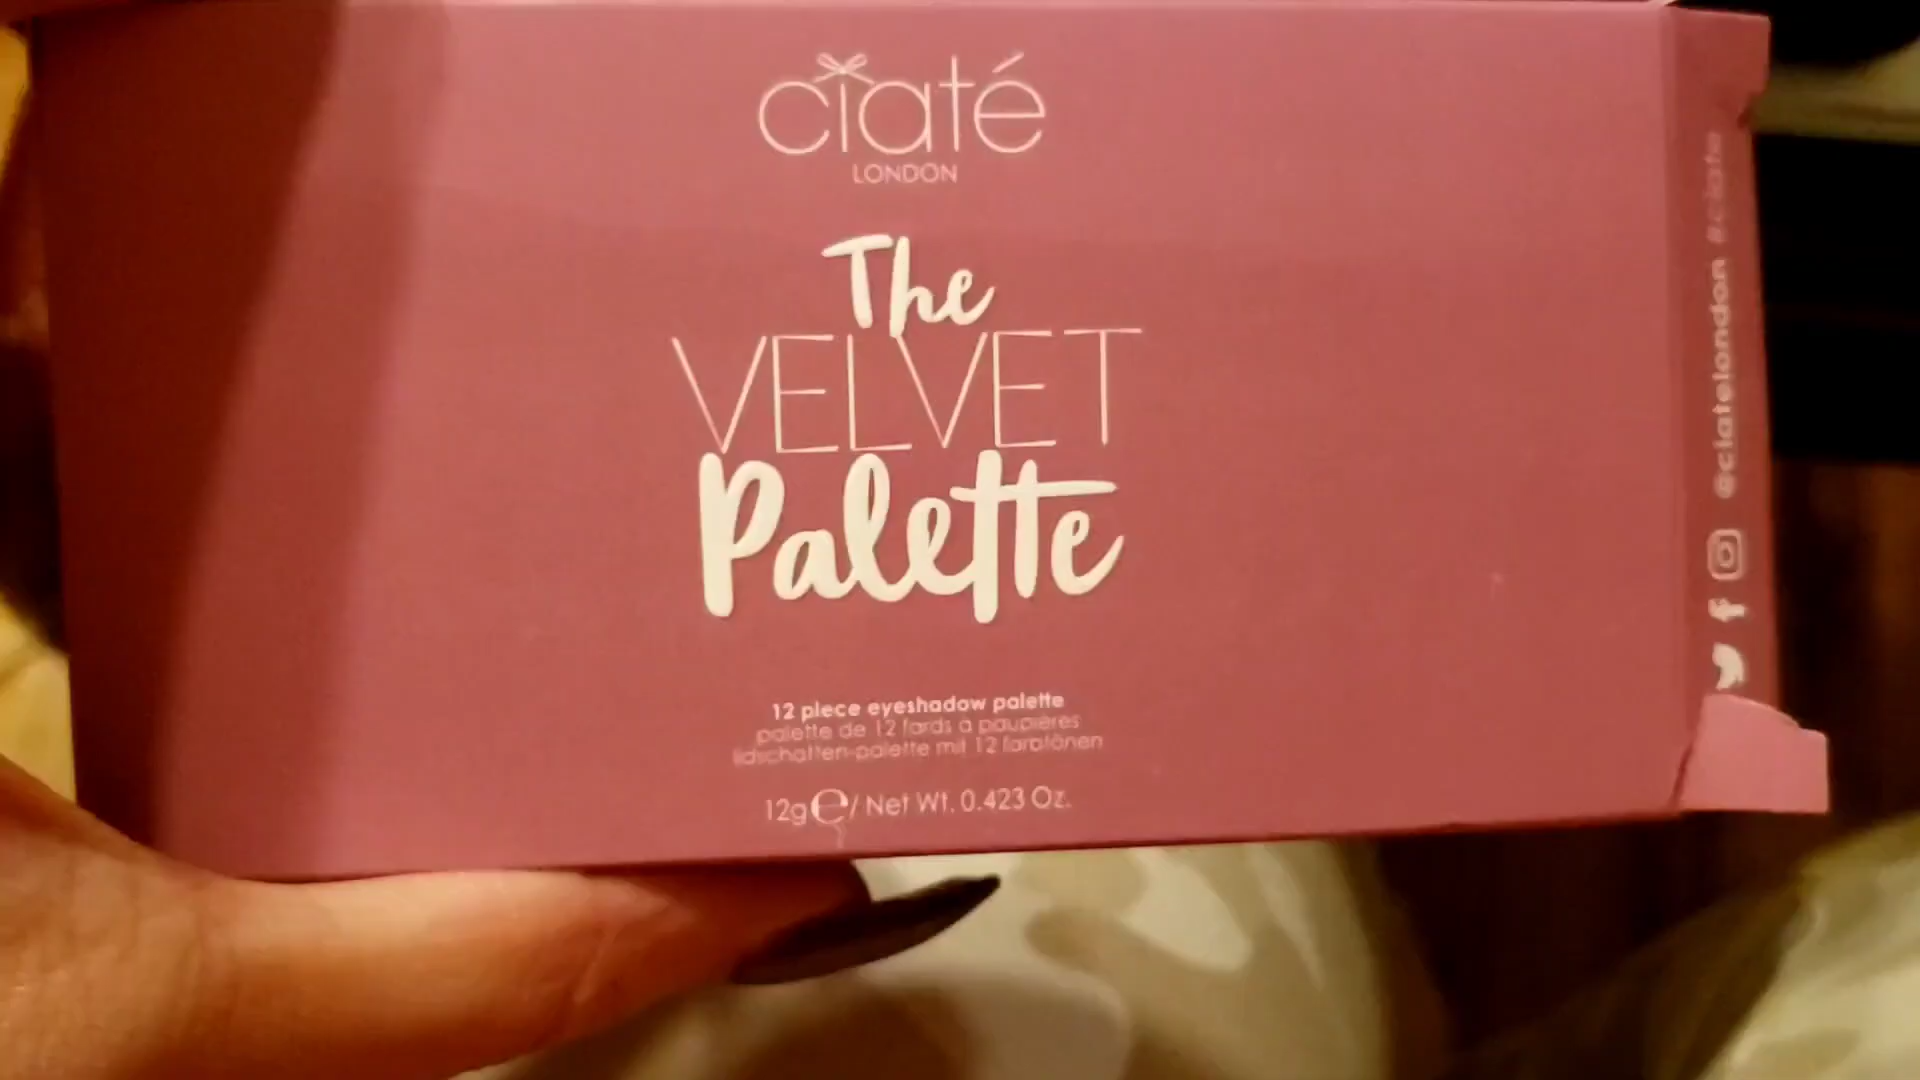 ciaté
LONDON
The
VELVET
Palette
12 piece eyeshadow palette
palette de 12 fards à paupières
lidschatten-palette mit 12 farbtönen
12g ℮ / Net Wt. 0.423 Oz.
@ciatelondon #ciate